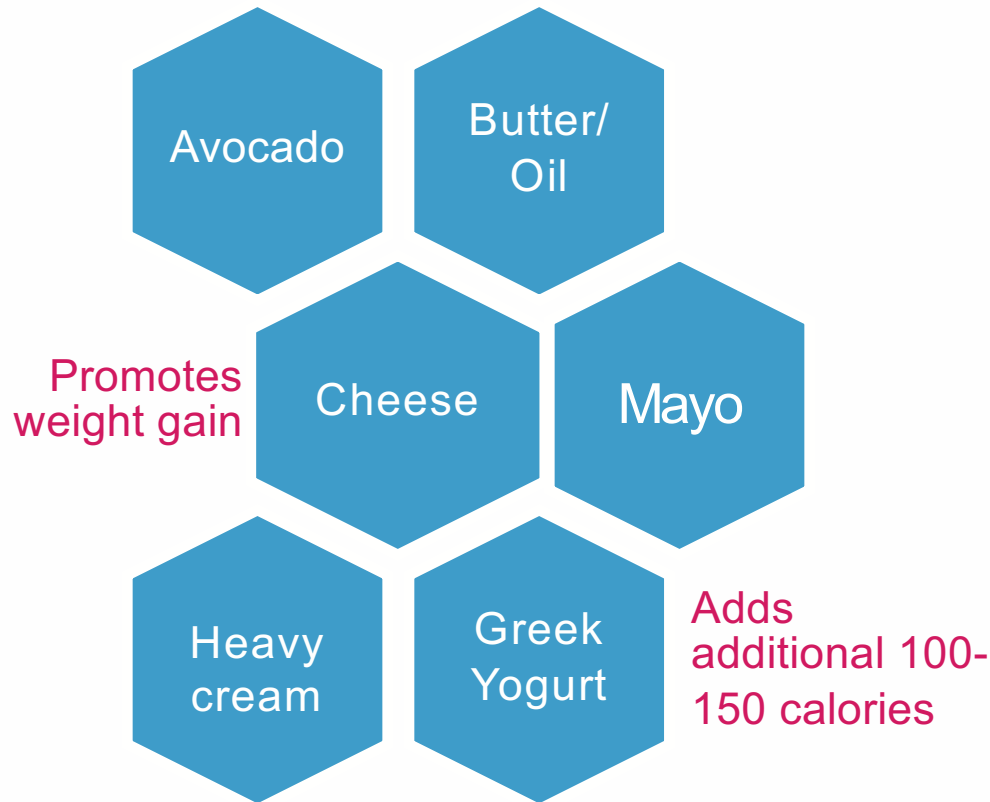 Avocado
Butter/
Oil
Promotes
weight gain
Cheese
Mayo
Heavy
cream
Greek
Yogurt
Adds
additional 100-
150 calories